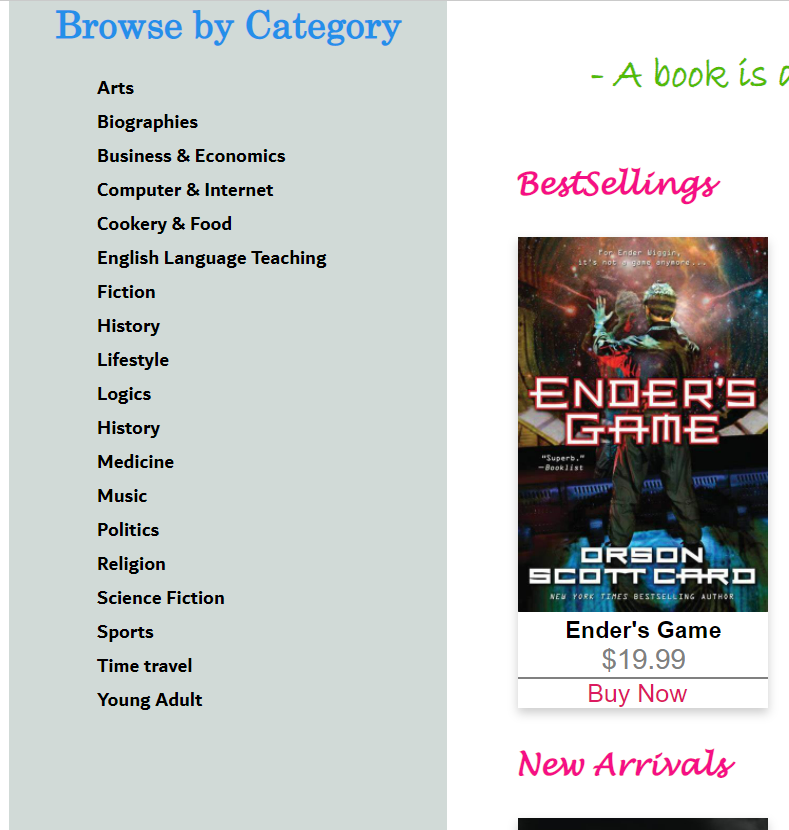 Browse by Category
Arts
Biographies
Business & Economics
Computer & Internet
Cookery & Food
English Language Teaching
Fiction
History
Lifestyle
Logics
History
Medicine
Music
Politics
Religion
Science Fiction
Sports
Time travel
Young Adult
- A book is
BestSellings
For Ender Wiggin,
it's not a game anymore...
ENDER'S
GAME
"Superb."
—Booklist
ORSON
SCOTT CARD
NEW YORK TIMES BESTSELLING AUTHOR
Ender's Game
$19.99
Buy Now
New Arrivals